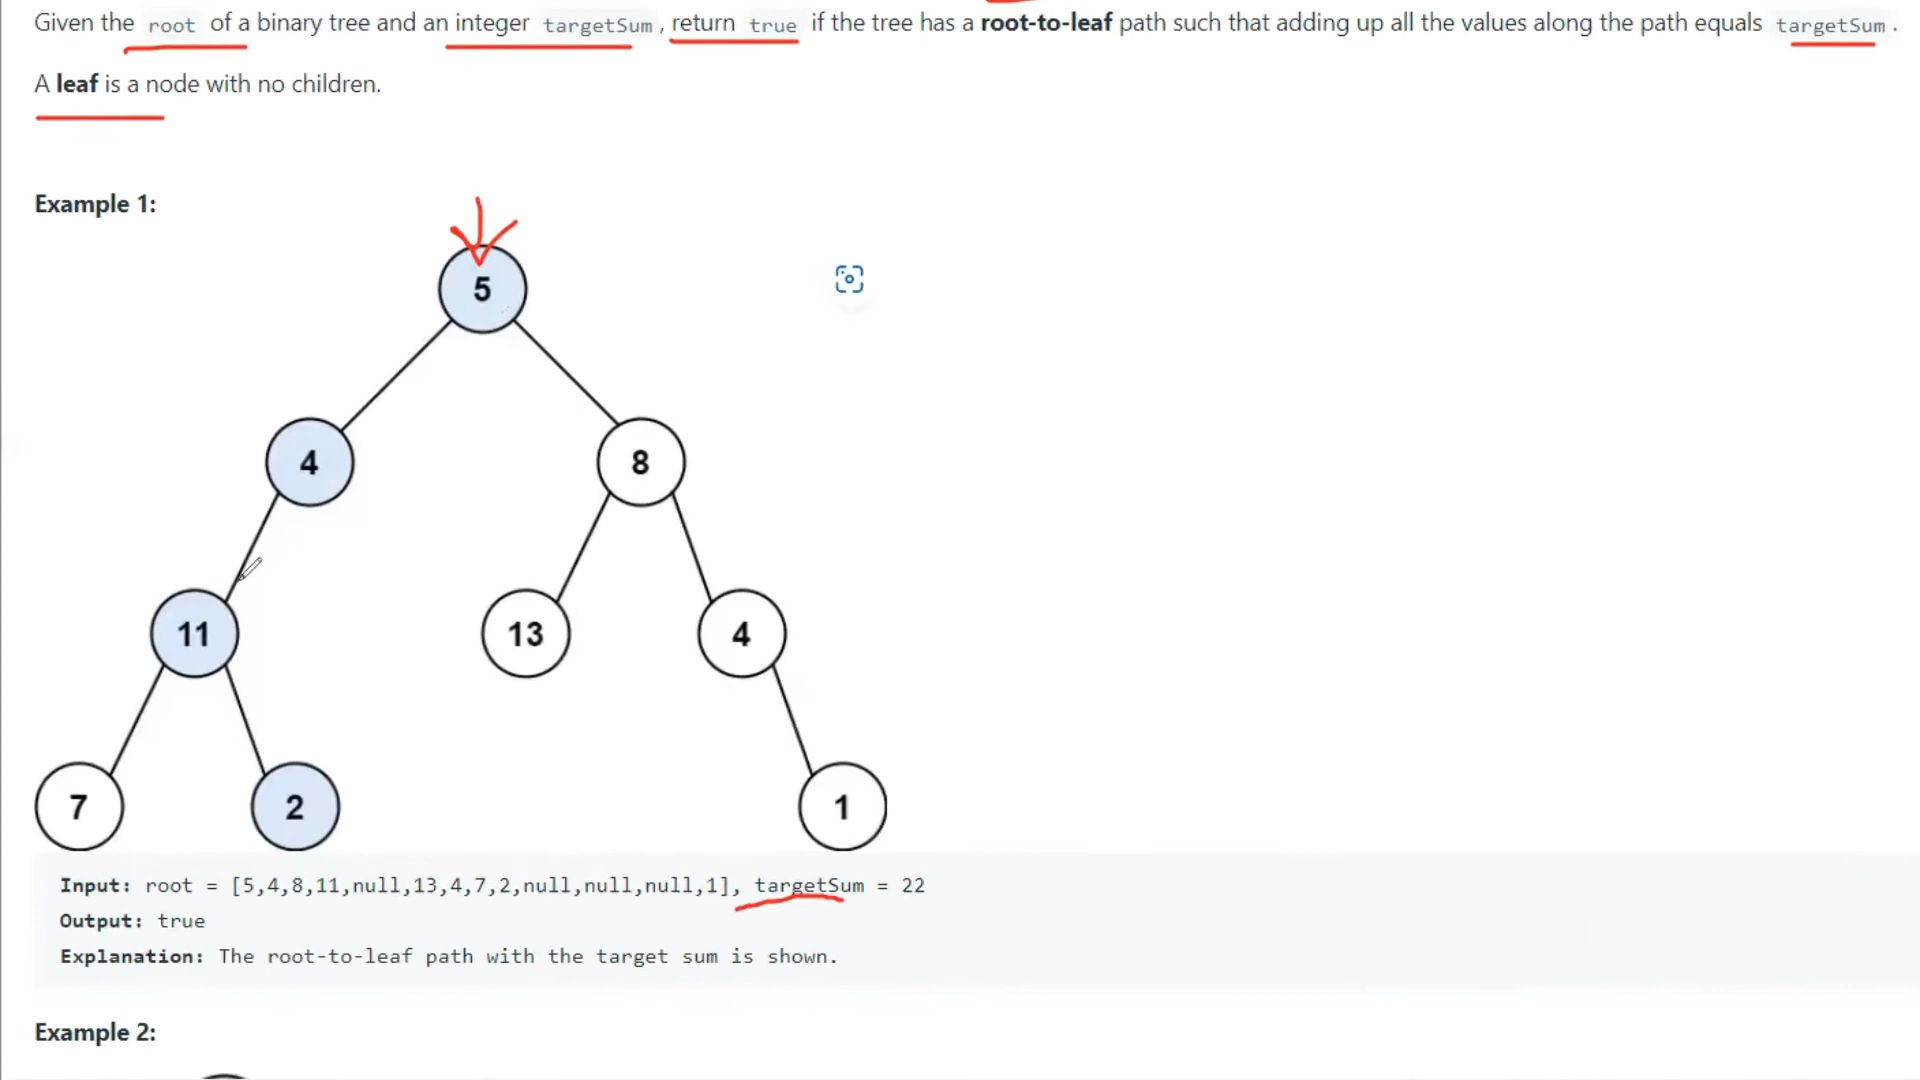 Given the root of a binary tree and an integer targetSum, return true if the tree has a root-to-leaf path such that adding up all the values along the path equals targetSum.
A leaf is a node with no children.
Example 1:
5
4 8
11 13 4
7 2 1
Input: root = [5,4,8,11,null,13,4,7,2,null,null,null,1], targetSum = 22
Output: true
Explanation: The root-to-leaf path with the target sum is shown.
Example 2: